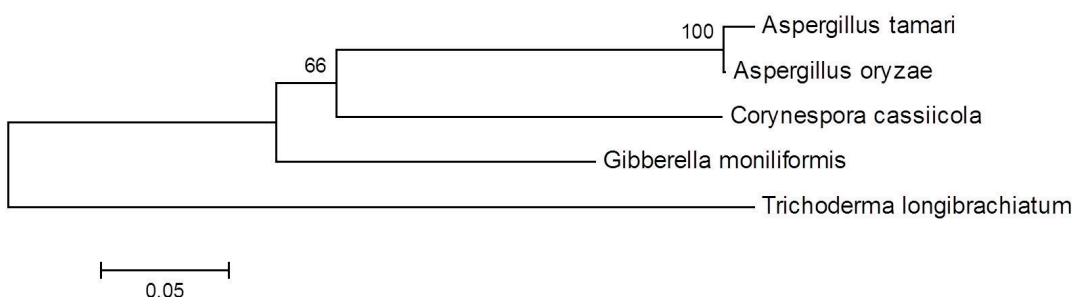 100
Aspergillus tamari
66
Aspergillus oryzae
Corynespora cassiicola
Gibberella moniliformis
Trichoderma longibrachiatum
0.05